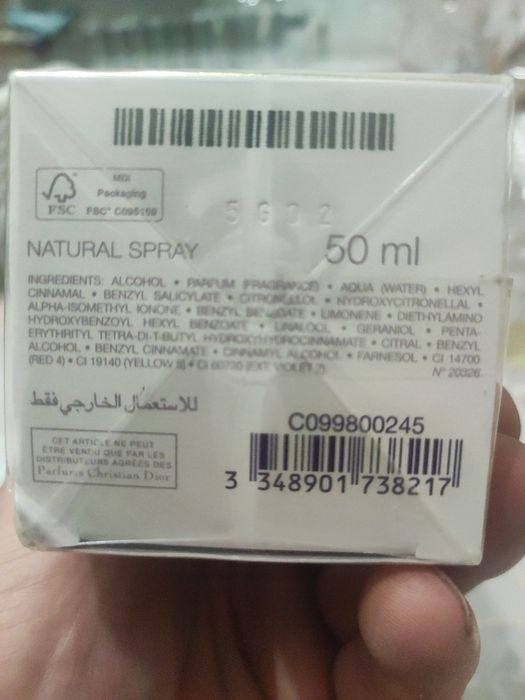 MIX
Packaging
FSC
FSC® C095169
5G02
NATURAL SPRAY
50 ml
INGREDIENTS: ALCOHOL • PARFUM (FRAGRANCE) • AQUA (WATER) • HEXYL
CINNAMAL • BENZYL SALICYLATE • CITRONELLOL • HYDROXYCITRONELLAL •
ALPHA-ISOMETHYL IONONE • BENZYL BENZOATE • LIMONENE • DIETHYLAMINO
HYDROXYBENZOYL HEXYL BENZOATE • LINALOOL • GERANIOL • PENTA-
ERYTHRITYL TETRA-DI-T-BUTYL HYDROXYHYDROCINNAMATE • CITRAL • BENZYL
ALCOHOL • BENZYL CINNAMATE • CINNAMYL ALCOHOL • FARNESOL • CI 14700
(RED 4) • CI 19140 (YELLOW 5) • CI 60730 (EXT. VIOLET 2)
N° 20326
للاستعمال الخارجي فقط
CET ARTICLE NE PEUT
ÊTRE VENDU QUE PAR LES
DISTRIBUTEURS AGRÉÉS DES
Parfums Christian Dior
C099800245
3 348901 738217